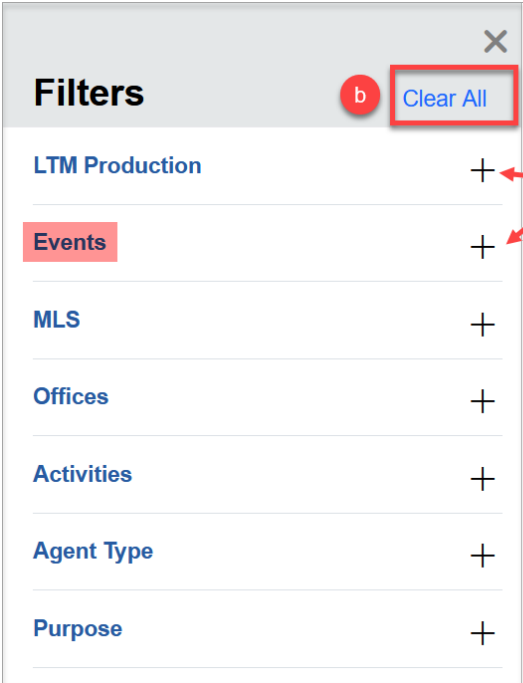 Filters
b
Clear All
LTM Production
Events
MLS
Offices
Activities
Agent Type
Purpose